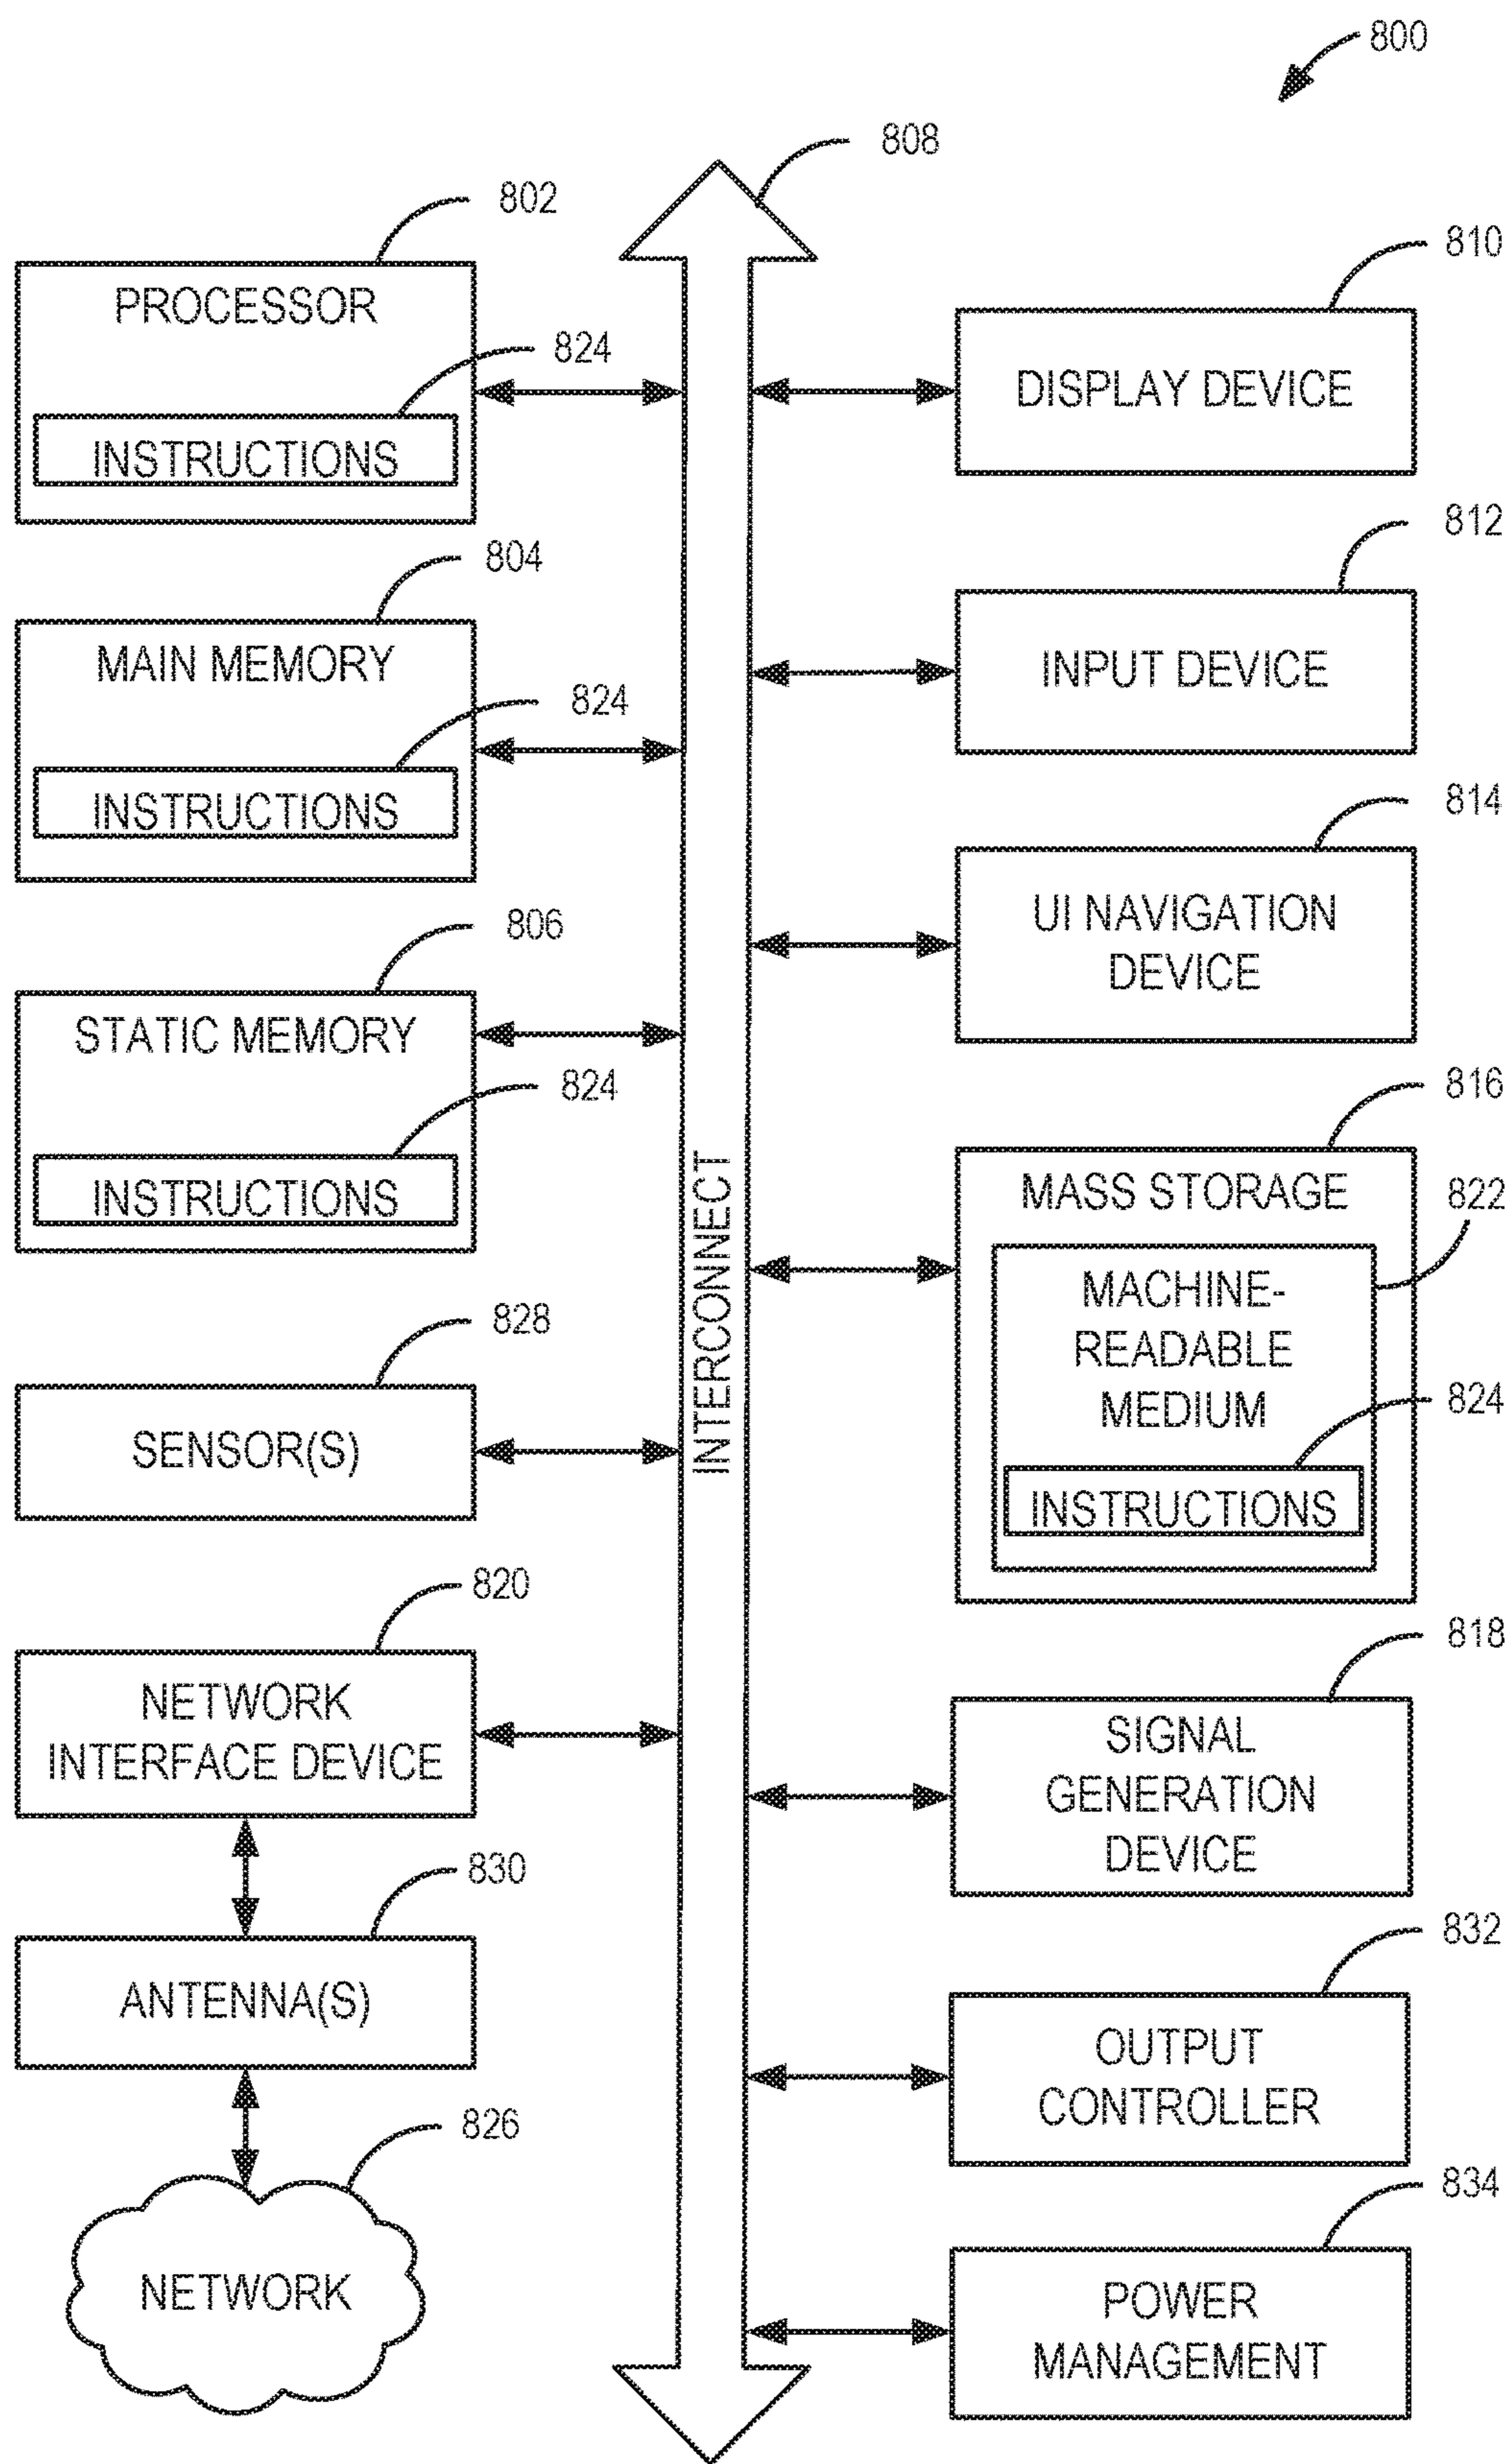 800
808
802
PROCESSOR
824
INSTRUCTIONS
804
MAIN MEMORY
824
INSTRUCTIONS
806
STATIC MEMORY
824
INSTRUCTIONS
828
SENSOR(S)
820
NETWORK
INTERFACE DEVICE
830
ANTENNA(S)
826
NETWORK
INTERCONNECT
810
DISPLAY DEVICE
812
INPUT DEVICE
814
UI NAVIGATION
DEVICE
816
MASS STORAGE
822
MACHINE-
READABLE
MEDIUM
824
INSTRUCTIONS
818
SIGNAL
GENERATION
DEVICE
832
OUTPUT
CONTROLLER
834
POWER
MANAGEMENT